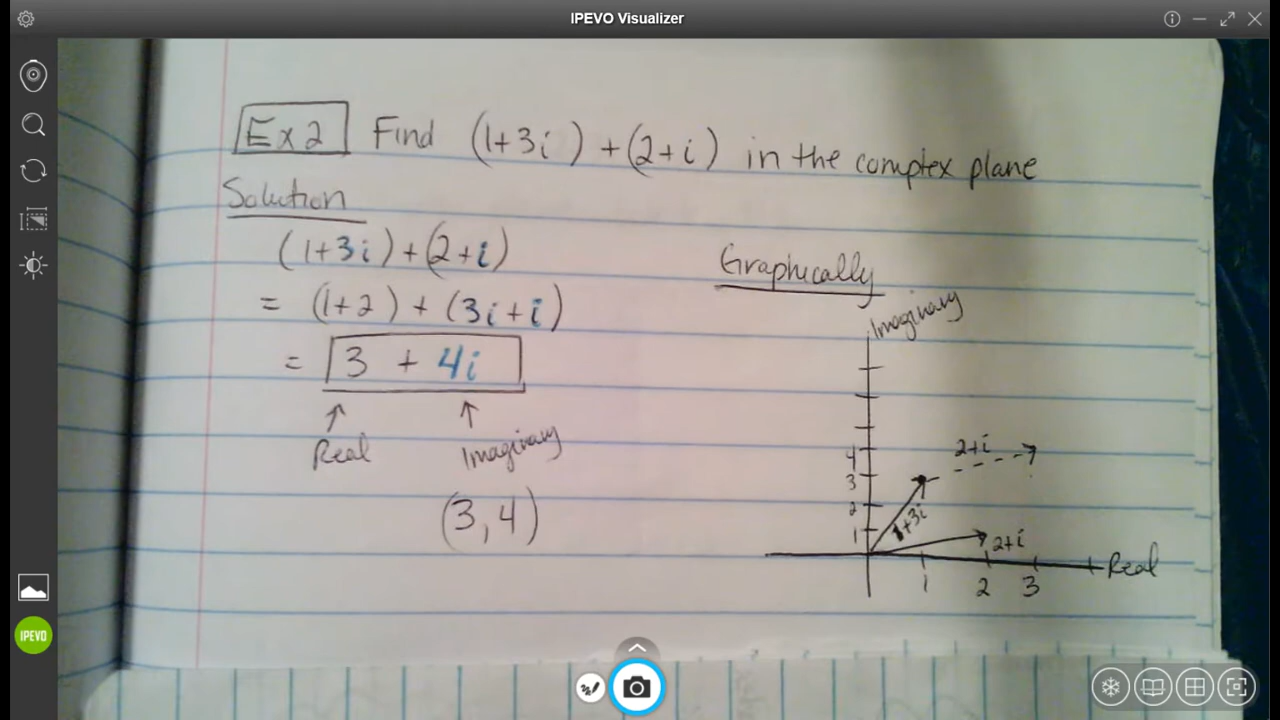 IPEVO Visualizer
Ex 2 Find (1+3i) + (2+i) in the complex plane
Solution
(1+3i) + (2+i)
= (1+2) + (3i+i)
= 3 + 4i
Real
Imaginary
(3,4)
Graphically
Imaginary
4
3
2
1
2+i
1+3i
2+i
Real
1 2 3
IPEVO